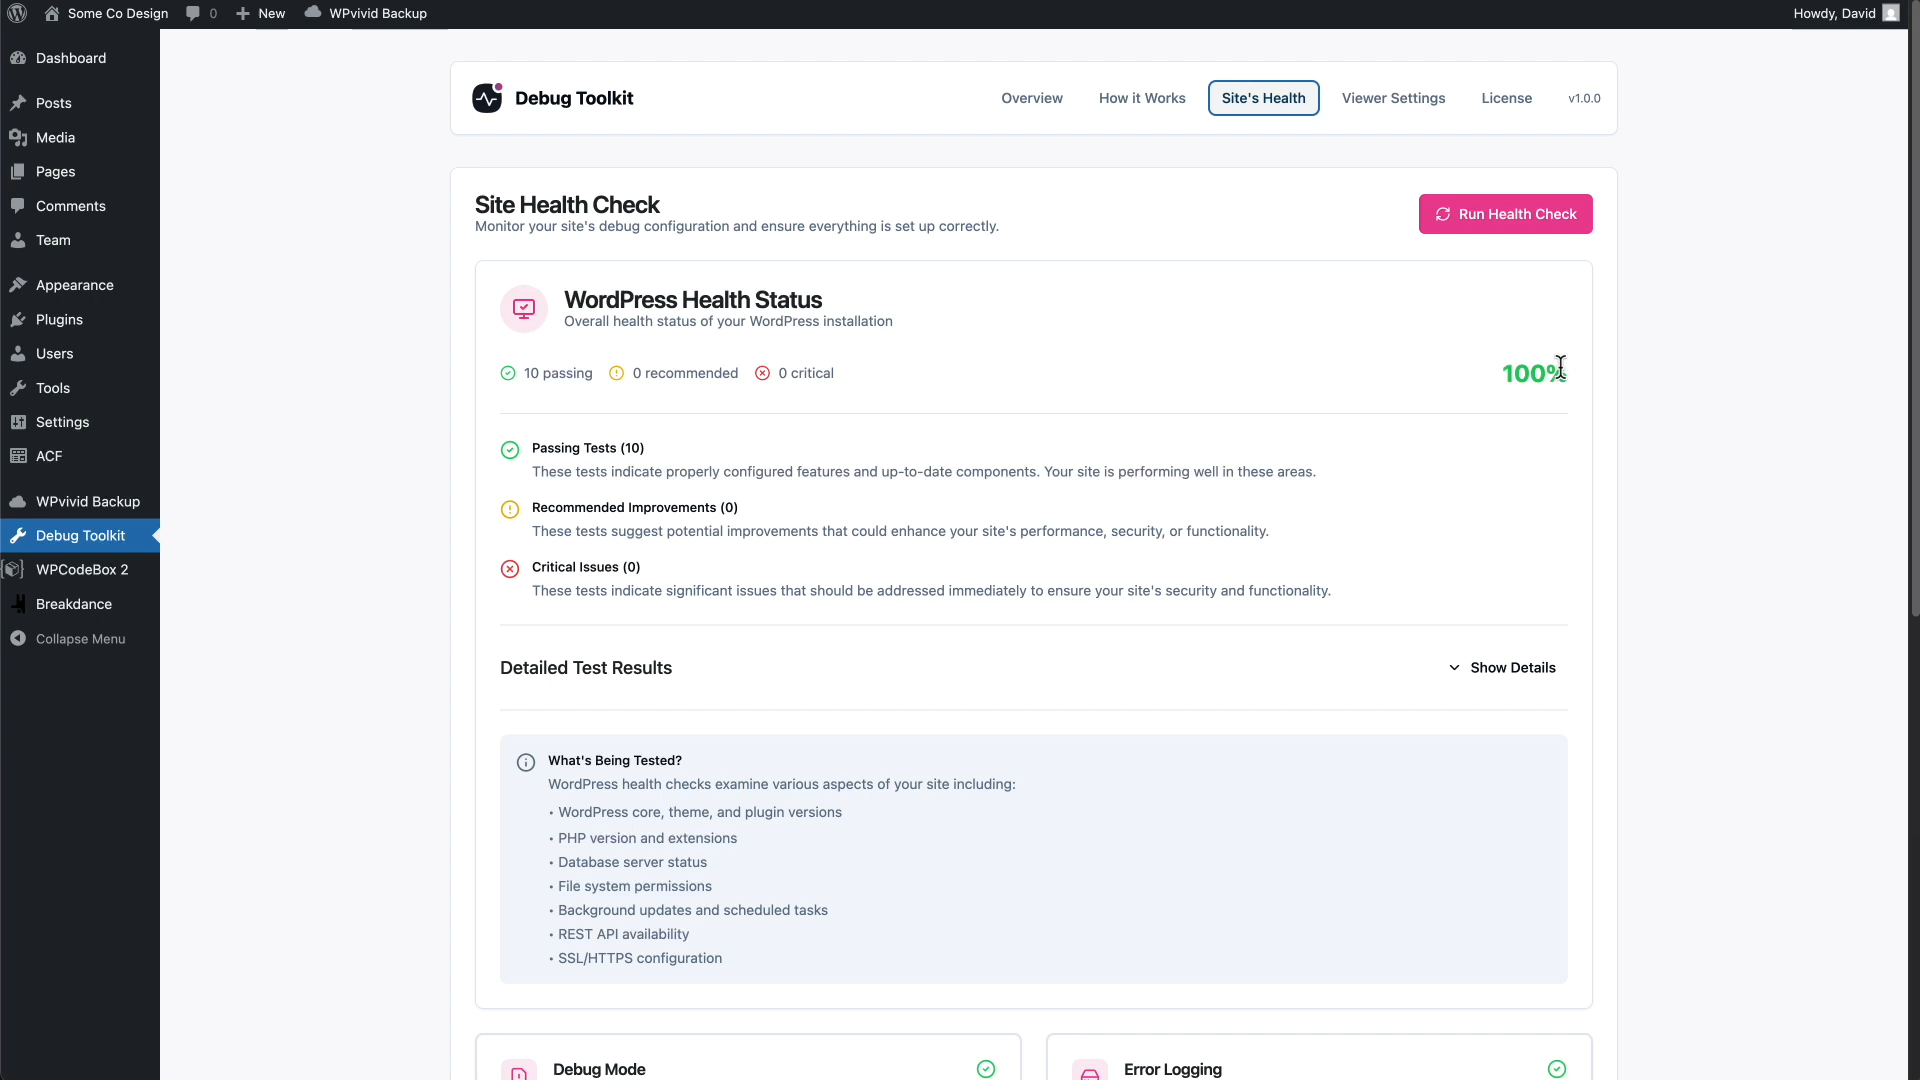 Some Co Design
0
New
WPvivid Backup
Howdy, David
Dashboard
Posts
Media
Pages
Comments
Team
Appearance
Plugins
Users
Tools
Settings
ACF
WPvivid Backup
Debug Toolkit
WPCodeBox 2
Breakdance
Collapse Menu
Debug Toolkit
Overview
How it Works
Site's Health
Viewer Settings
License
v1.0.0
Site Health Check
Monitor your site's debug configuration and ensure everything is set up correctly.
Run Health Check
WordPress Health Status
Overall health status of your WordPress installation
10 passing
0 recommended
0 critical
100%
Passing Tests (10)
These tests indicate properly configured features and up-to-date components. Your site is performing well in these areas.
Recommended Improvements (0)
These tests suggest potential improvements that could enhance your site's performance, security, or functionality.
Critical Issues (0)
These tests indicate significant issues that should be addressed immediately to ensure your site's security and functionality.
Detailed Test Results
Show Details
What's Being Tested?
WordPress health checks examine various aspects of your site including:
• WordPress core, theme, and plugin versions
• PHP version and extensions
• Database server status
• File system permissions
• Background updates and scheduled tasks
• REST API availability
• SSL/HTTPS configuration
Debug Mode
Error Logging